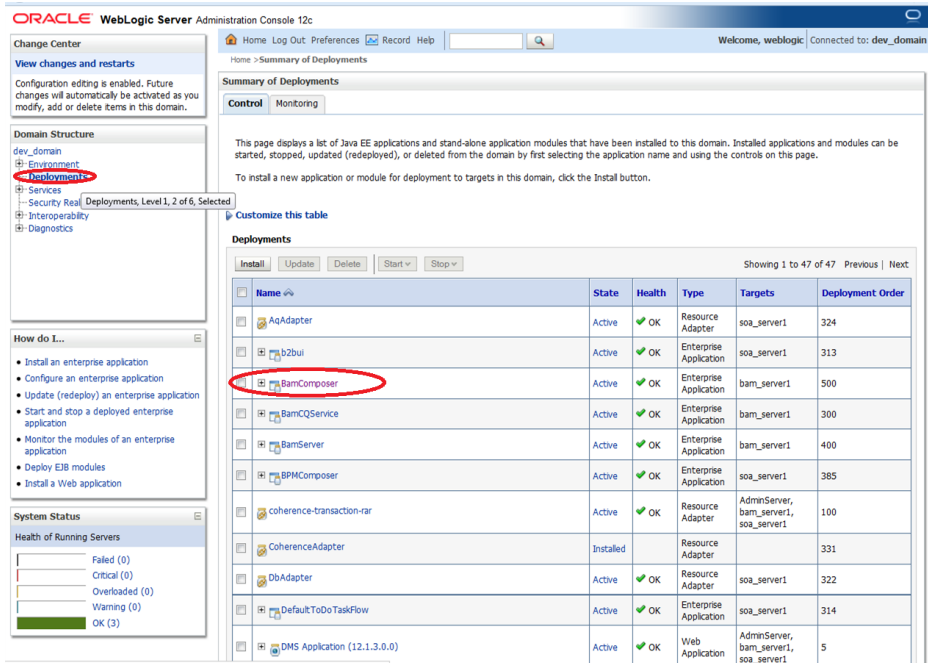 ORACLE WebLogic Server Administration Console 12c
Change Center
View changes and restarts
Configuration editing is enabled. Future
changes will automatically be activated as you
modify, add or delete items in this domain.
Domain Structure
dev_domain
Environment
Deployments
Services
Security Real
Interoperability
Diagnostics
Deployments, Level 1, 2 of 6, Selected
How do I...
Install an enterprise application
Configure an enterprise application
Update (redeploy) an enterprise application
Start and stop a deployed enterprise
application
Monitor the modules of an enterprise
application
Deploy EJB modules
Install a Web application
System Status
Health of Running Servers
Failed (0)
Critical (0)
Overloaded (0)
Warning (0)
OK (3)
Home Log Out Preferences Record Help
Welcome, weblogic Connected to: dev_domain
Home >Summary of Deployments
Summary of Deployments
Control Monitoring
This page displays a list of Java EE applications and stand-alone application modules that have been installed to this domain. Installed applications and modules can be
started, stopped, updated (redeployed), or deleted from the domain by first selecting the application name and using the controls on this page.
To install a new application or module for deployment to targets in this domain, click the Install button.
Customize this table
Deployments
Install Update Delete Start Stop Showing 1 to 47 of 47 Previous | Next
Name State Health Type Targets Deployment Order
AqAdapter Active OK Resource Adapter soa_server1 324
b2bui Active OK Enterprise Application soa_server1 313
BamComposer Active OK Enterprise Application bam_server1 500
BamCQService Active OK Enterprise Application bam_server1 300
BamServer Active OK Enterprise Application bam_server1 400
BPMComposer Active OK Enterprise Application soa_server1 385
coherence-transaction-rar Active OK Resource Adapter AdminServer, bam_server1, soa_server1 100
CoherenceAdapter Installed Resource Adapter 331
DbAdapter Active OK Resource Adapter soa_server1 322
DefaultToDoTaskFlow Active OK Enterprise Application soa_server1 314
DMS Application (12.1.3.0.0) Active OK Web Application AdminServer, bam_server1, soa_server1 5